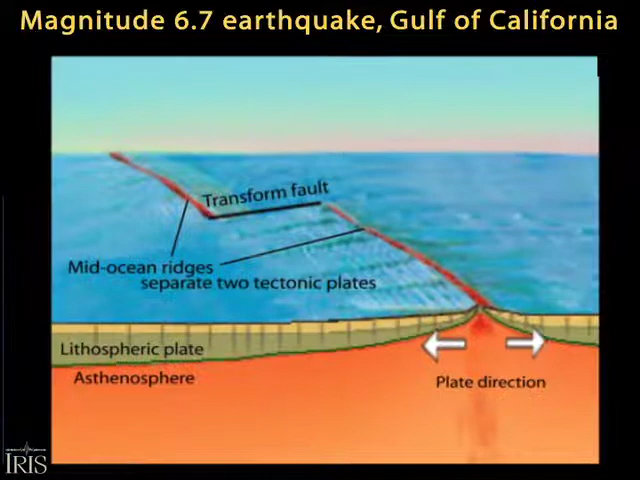 Magnitude 6.7 earthquake, Gulf of California
Transform fault
Mid-ocean ridges
separate two tectonic plates
Lithospheric plate
Asthenosphere
Plate direction
IRIS